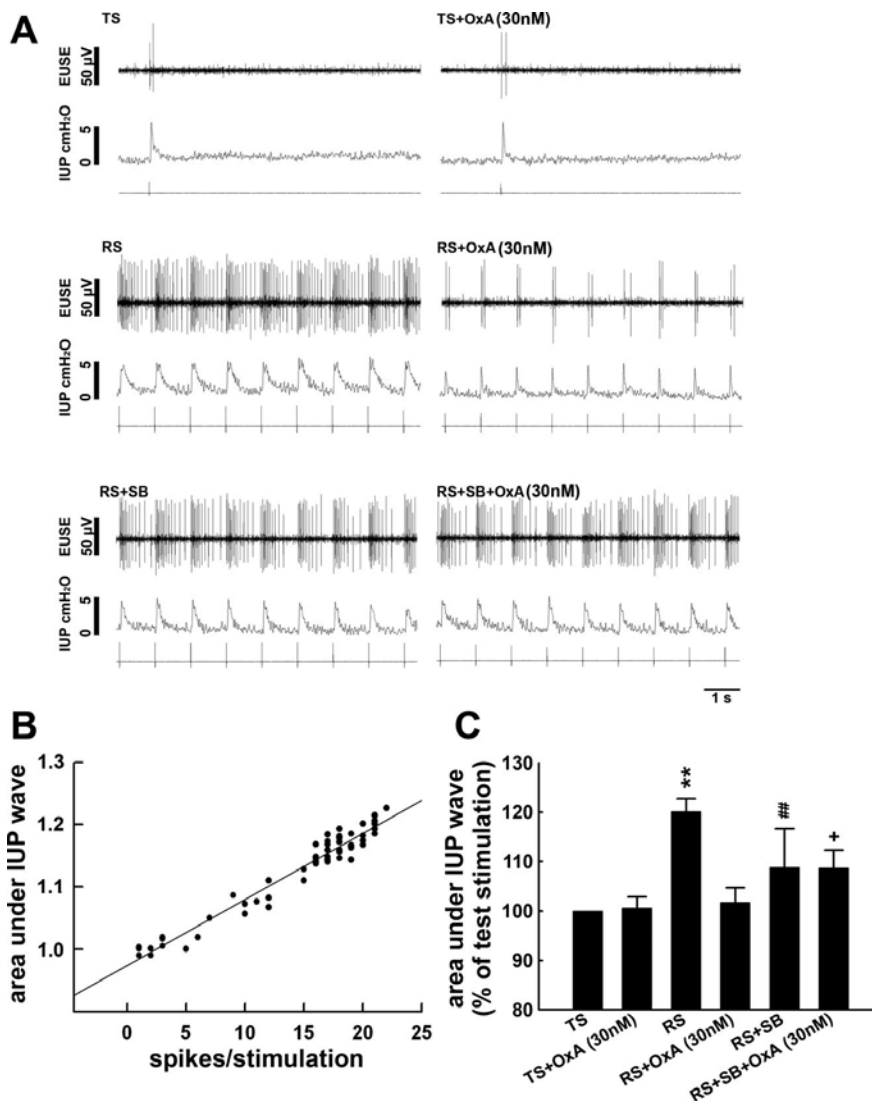 A
TS
TS+OxA (30nM)
EUSE
50 μV
IUP cmH₂O
0 5
RS
RS+OxA (30nM)
EUSE
50 μV
EUSE
50 μV
IUP cmH₂O
0 5
RS+SB
RS+SB+OxA (30nM)
EUSE
50 μV
IUP cmH₂O
0 5
1 s
B
area under IUP wave
1.3
1.2
1.1
1.0
0 5 10 15 20 25
spikes/stimulation
C
area under IUP wave
(% of test stimulation)
130
120
110
100
90
80
**
##
+
TS
TS+OxA (30nM)
RS
RS+OxA (30nM)
RS+SB
RS+SB+OxA (30nM)